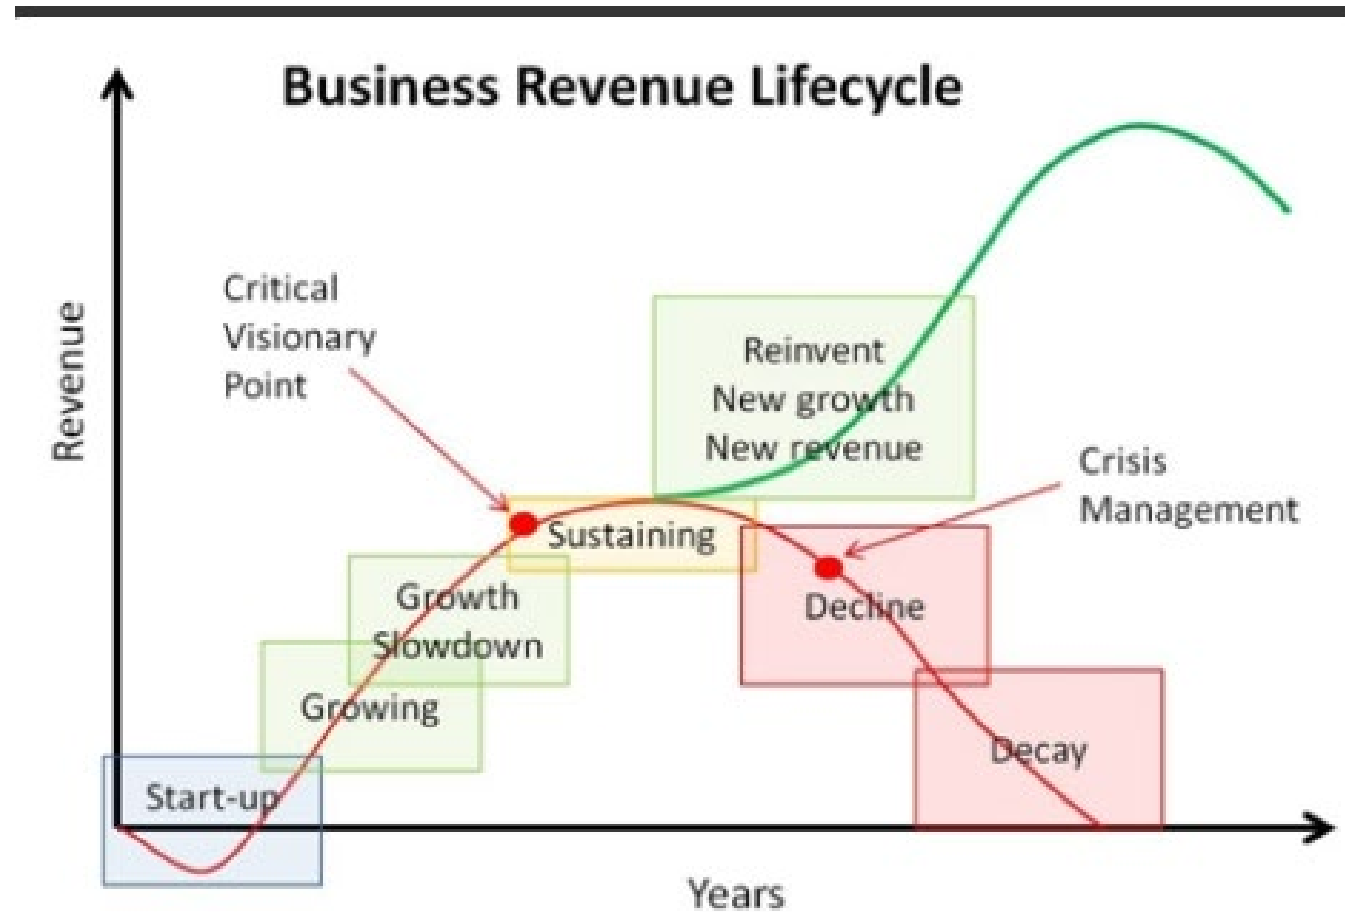 Business Revenue Lifecycle
Critical
Visionary
Point
Revenue
Reinvent
New growth
New revenue
Crisis
Management
Sustaining
Growth
Slowdown
Decline
Growing
Decay
Start-up
Years